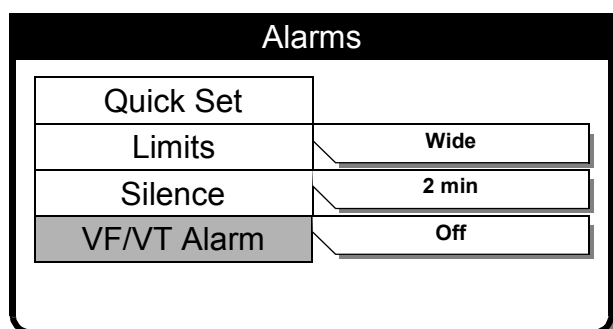 Alarms
Quick Set
Limits Wide
Silence 2 min
VF/VT Alarm Off